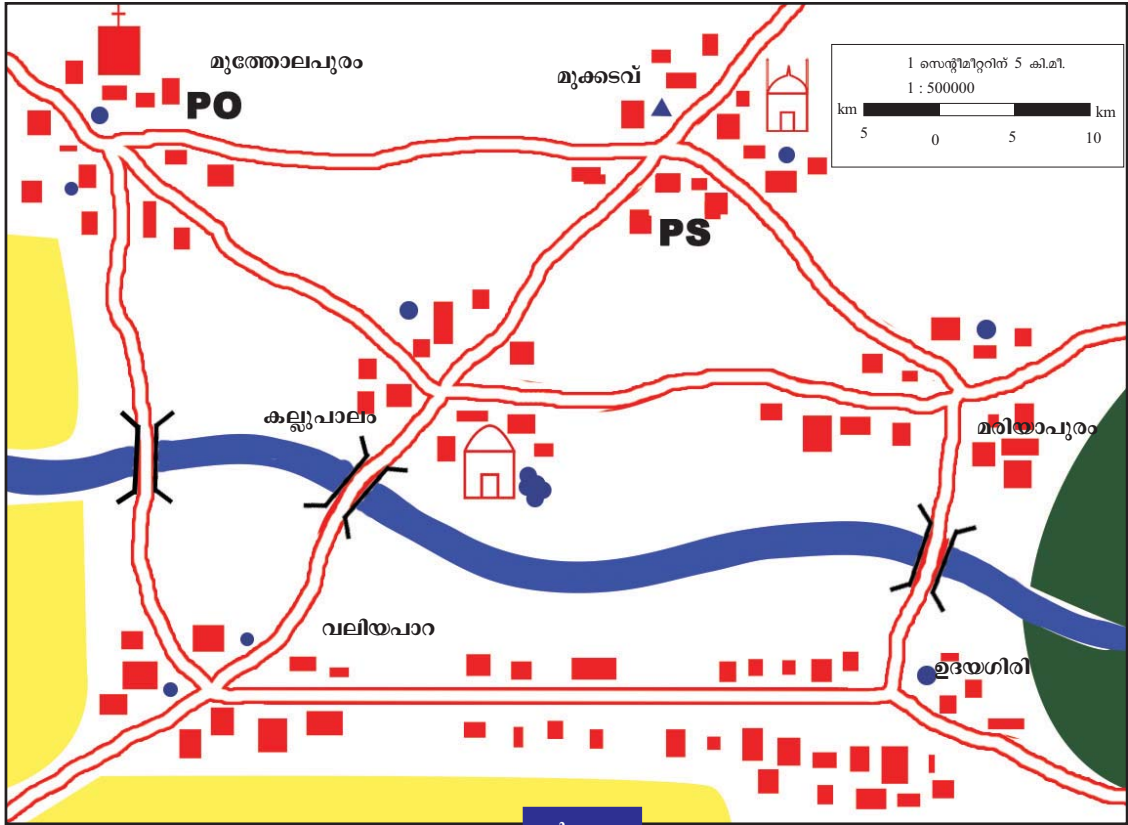 മുത്തോലപുരം
മുക്കടവ്
1 സെന്റീമീറ്ററിന് 5 കി.മീ.
1 : 500000
km km
5 0 5 10
PO
PS
കല്ലുപാലം
മരിയാപുരം
വലിയപാറ
ഉദയഗിരി